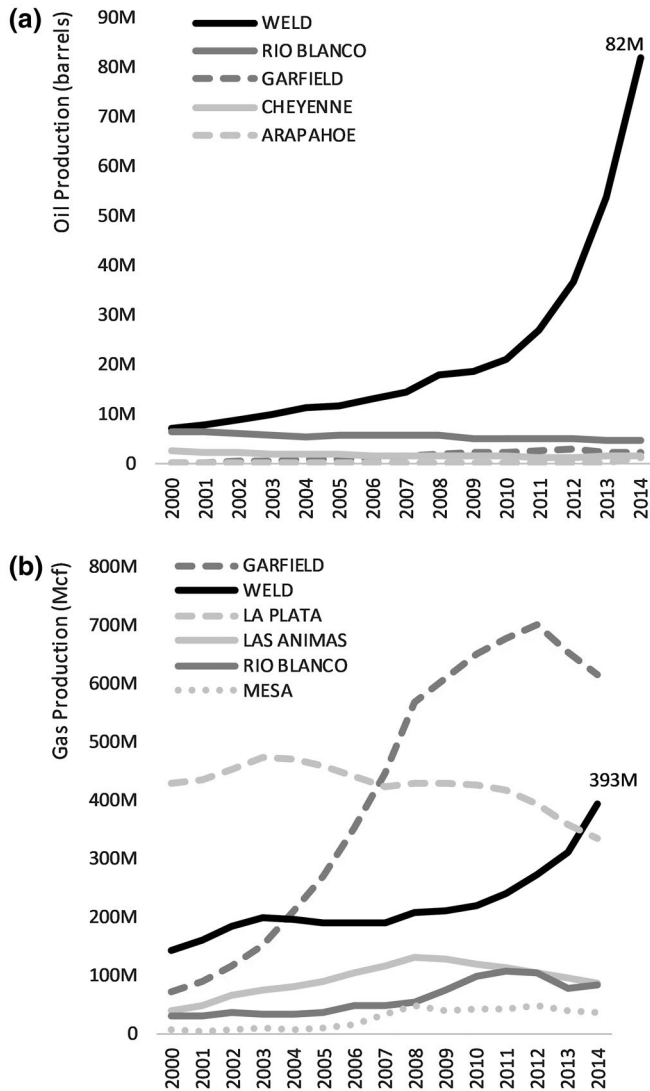 (a)
Oil Production (barrels)
90M
80M
70M
60M
50M
40M
30M
20M
10M
0
WELD
RIO BLANCO
GARFIELD
CHEYENNE
ARAPAHOE
82M
2000 2001 2002 2003 2004 2005 2006 2007 2008 2009 2010 2011 2012 2013 2014
(b)
Gas Production (Mcf)
800M
700M
600M
500M
400M
300M
200M
100M
0
GARFIELD
WELD
LA PLATA
LAS ANIMAS
RIO BLANCO
MESA
393M
2000 2001 2002 2003 2004 2005 2006 2007 2008 2009 2010 2011 2012 2013 2014